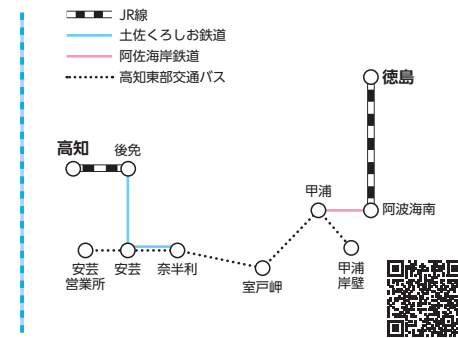 JR線
土佐くろしお鉄道
阿佐海岸鉄道
高知東部交通バス
徳島
高知
後免
甲浦
阿波海南
安芸
営業所
安芸
奈半利
室戸岬
甲浦
岸壁